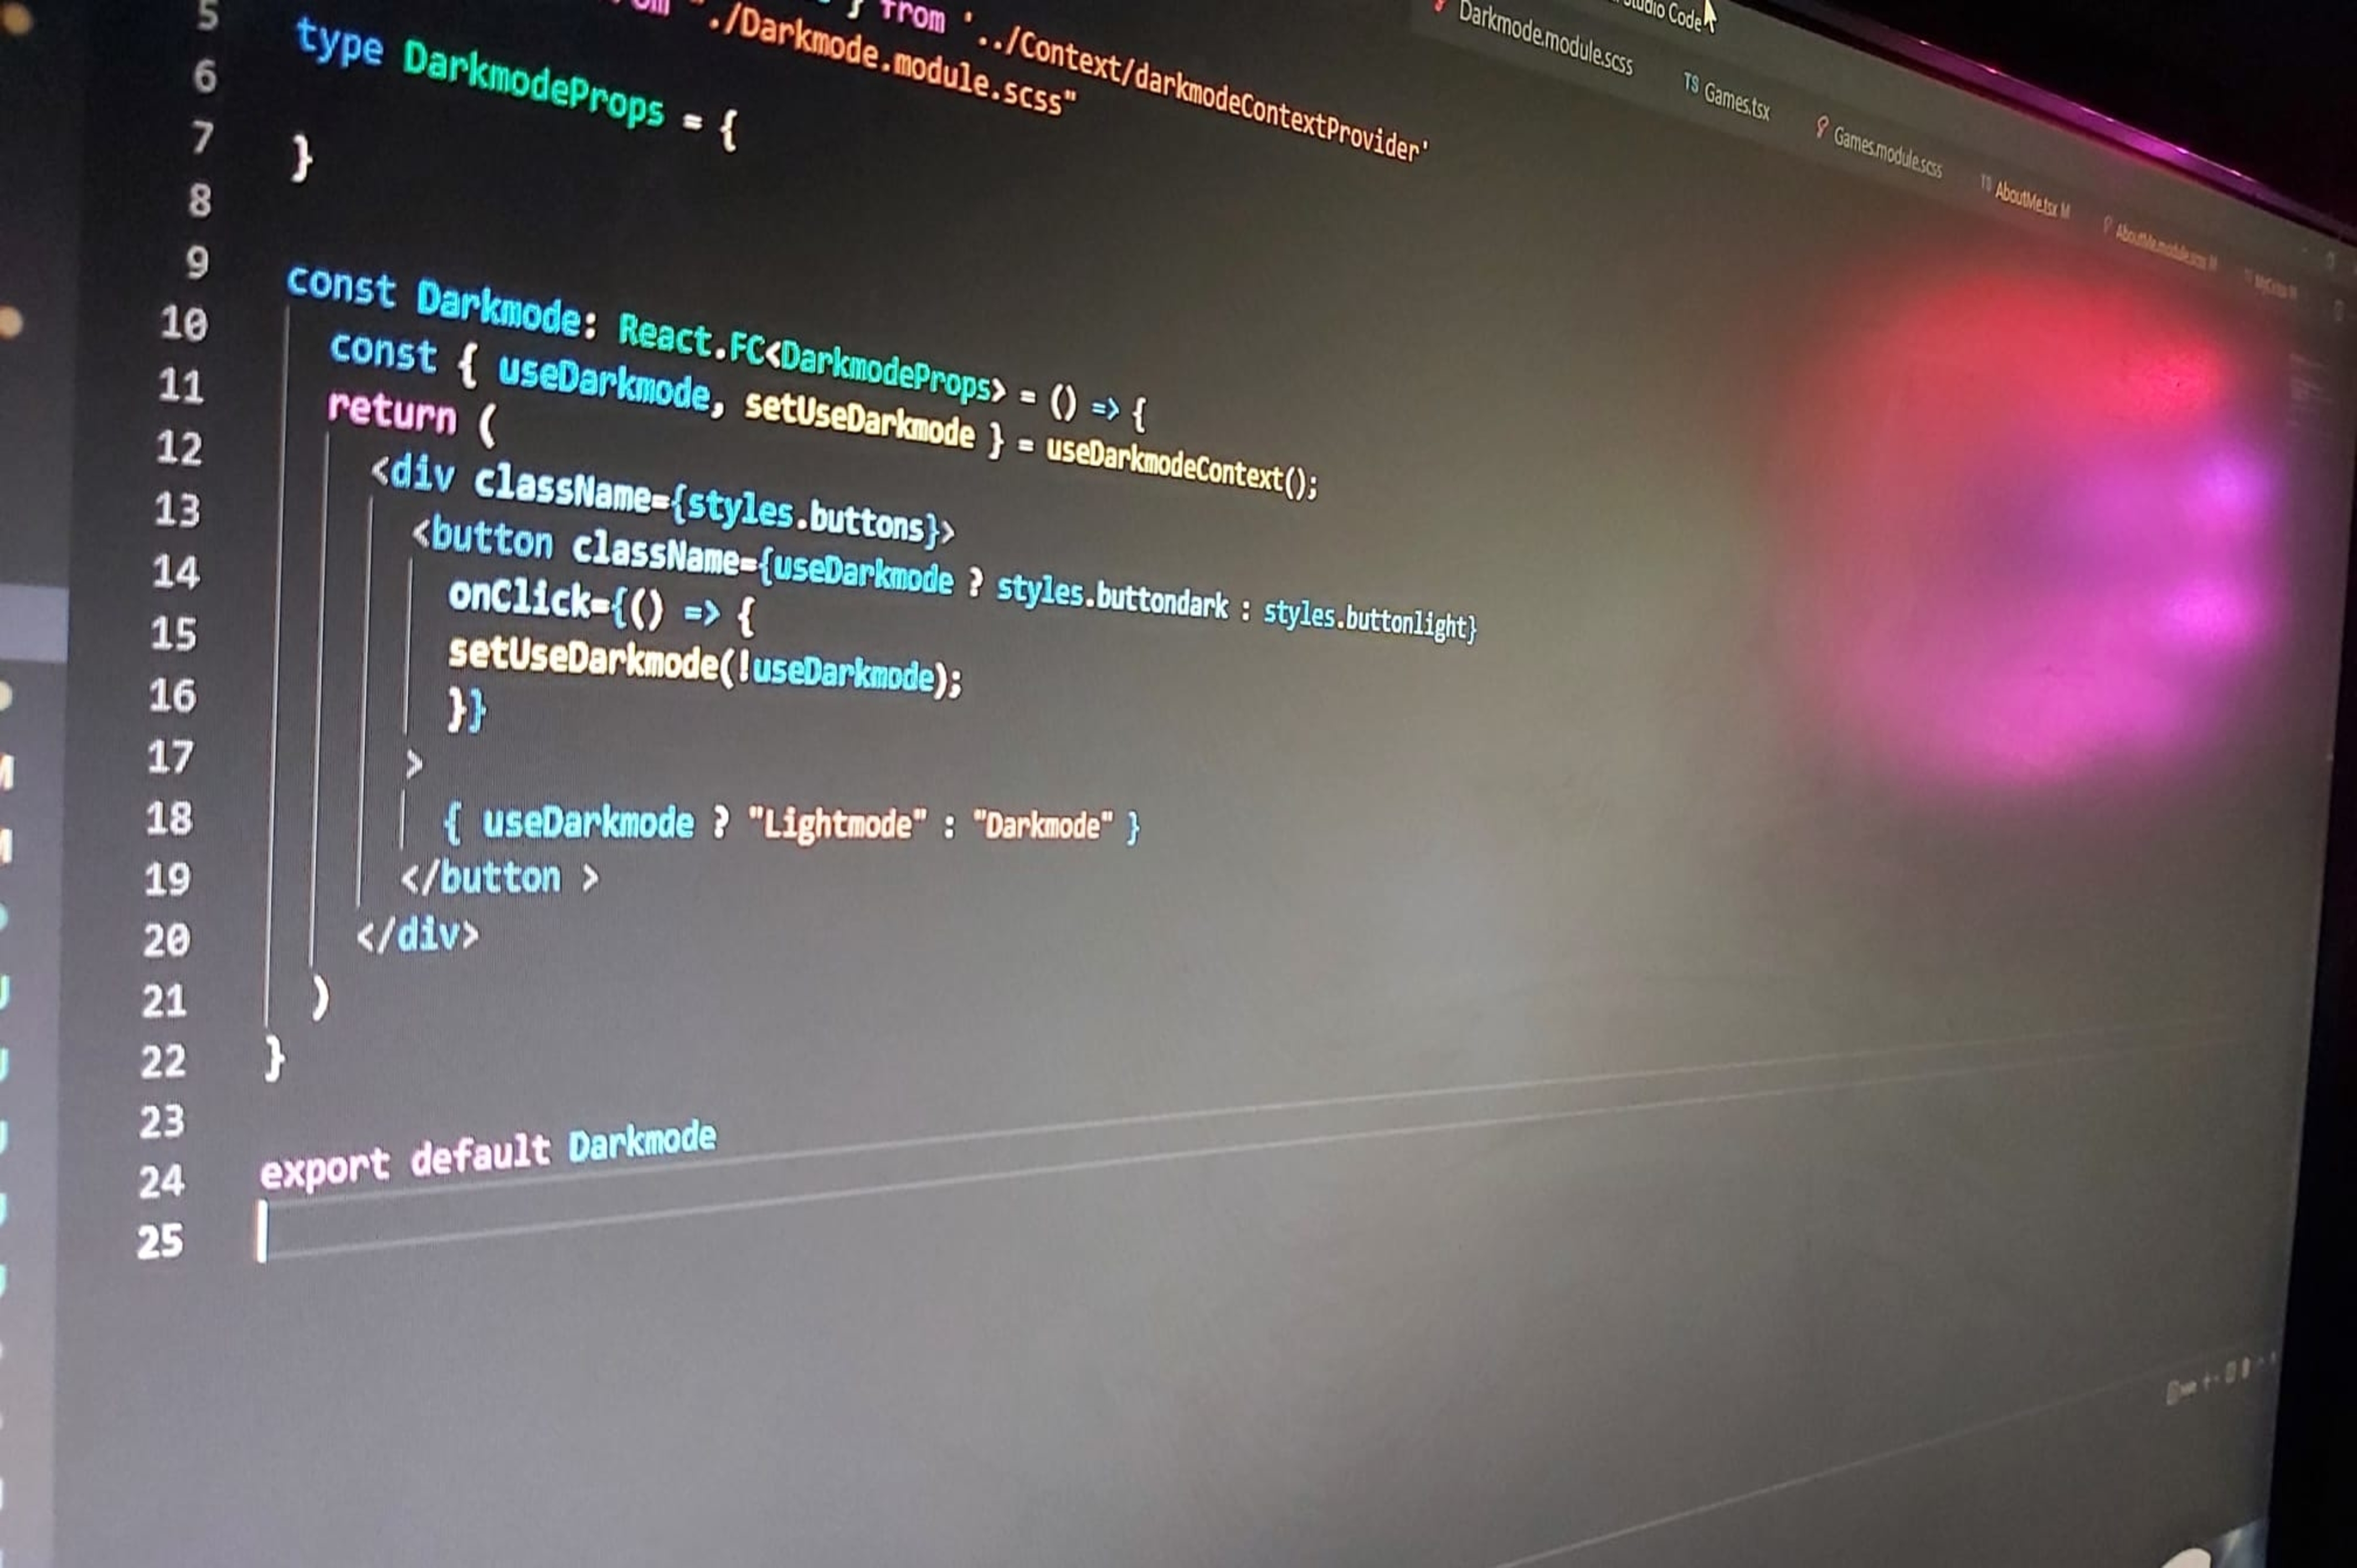 } from '../Context/darkmodeContextProvider'
"./Darkmode.module.scss"
Code
Darkmode.module.scss
TS Games.tsx
Games.module.scss
TS AboutMe.tsx M
AboutMe.module.scss M
5
6 type DarkmodeProps = {
7 }
8
9 const Darkmode: React.FC<DarkmodeProps> = () => {
10 const { useDarkmode, setUseDarkmode } = useDarkmodeContext();
11 return (
12 <div className={styles.buttons}>
13 <button className={useDarkmode ? styles.buttondark : styles.buttonlight}
14 onClick={() => {
15 setUseDarkmode(!useDarkmode);
16 }}
17 >
18 { useDarkmode ? "Lightmode" : "Darkmode" }
19 </button >
20 </div>
21 )
22 }
23
24 export default Darkmode
25